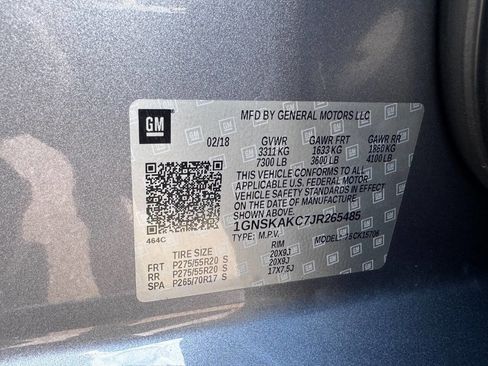 GM
MFD BY GENERAL MOTORS LLC
02/18 GVWR GAWR FRT GAWR RR
3311 KG 1633 KG 1860 KG
7300 LB 3600 LB 4100 LB
THIS VEHICLE CONFORMS TO ALL
APPLICABLE U.S. FEDERAL MOTOR
VEHICLE SAFETY STANDARDS IN EFFECT
ON THE DATE OF MANUFACTURE
SHOWN ABOVE.
1GNSKAKC7JR265485
TYPE: M.P.V. MODEL:
464C
TIRE SIZE RIM
FRT P275/55R20 S 20X9J
RR P275/55R20 S 20X9J
SPA P265/70R17 S 17X7.5J